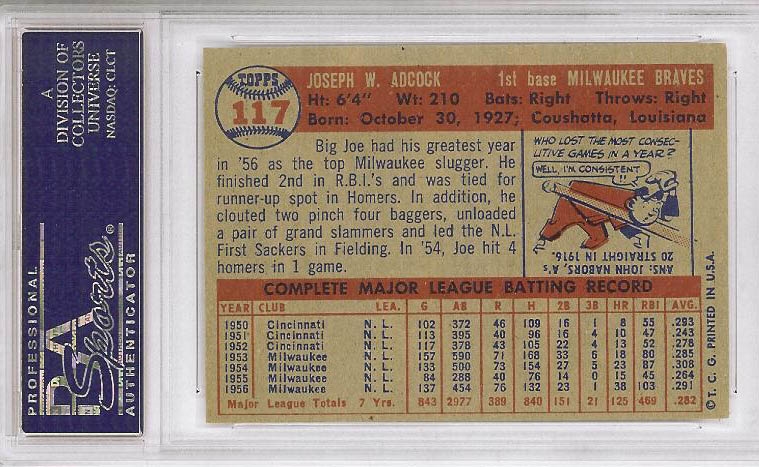 A
DIVISION OF
COLLECTORS
UNIVERSE
NASDAQ: CLCT
PROFESSIONAL
PSA
Sports
AUTHENTICATOR
TOPPS
117
JOSEPH W. ADCOCK 1st base MILWAUKEE BRAVES
Ht: 6'4" Wt: 210 Bats: Right Throws: Right
Born: October 30, 1927; Coushatta, Louisiana
Big Joe had his greatest year
in '56 as the top Milwaukee slugger. He
finished 2nd in R.B.I.'s and was tied for
runner-up spot in Homers. In addition, he
clouted two pinch four baggers, unloaded
a pair of grand slammers and led the N.L.
First Sackers in Fielding. In '54, Joe hit 4
homers in 1 game.
WHO LOST THE MOST CONSEC-
UTIVE GAMES IN A YEAR?
WELL, I'M CONSISTENT
ANS: JOHN NABORS, A's
20 STRAIGHT IN 1916.
COMPLETE MAJOR LEAGUE BATTING RECORD
YEAR CLUB LEA. G AB R H 2B 3B HR RBI AVG.
1950 Cincinnati N. L. 102 372 46 109 16 1 8 55 .293
1951 Cincinnati N. L. 113 395 40 96 16 4 10 47 .243
1952 Cincinnati N. L. 117 378 43 105 22 4 13 52 .278
1953 Milwaukee N. L. 157 590 71 168 33 6 18 80 .285
1954 Milwaukee N. L. 133 500 73 154 27 5 23 87 .308
1955 Milwaukee N. L. 84 288 40 76 14 0 15 45 .264
1956 Milwaukee N. L. 137 454 76 132 23 1 38 103 .291
Major League Totals 7 Yrs. 843 2977 389 840 151 21 125 469 .282
© T. C. G. PRINTED IN U.S.A.